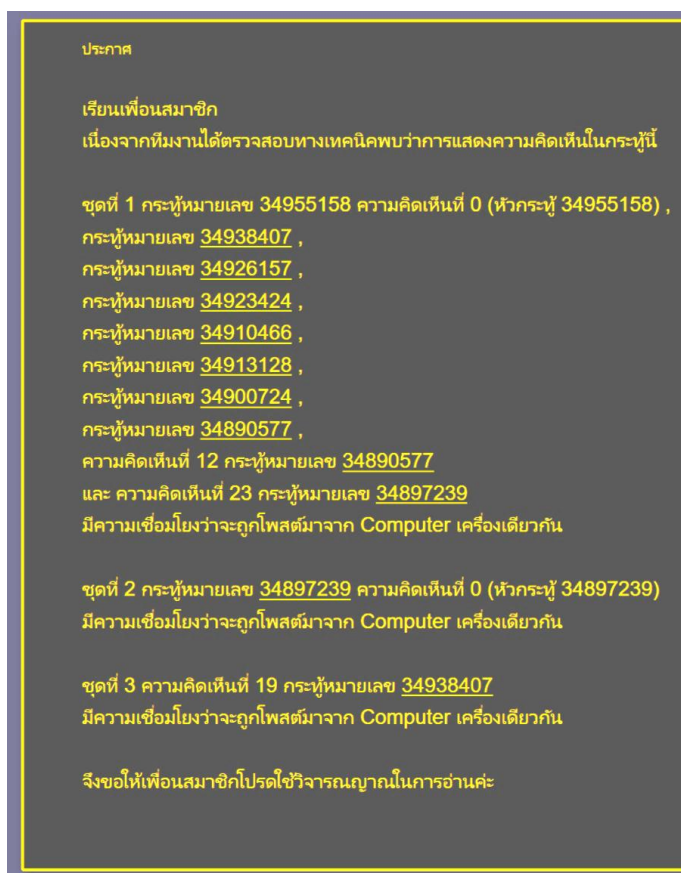 ประกาศ
เรียนเพื่อนสมาชิก
เนื่องจากทีมงานได้ตรวจสอบทางเทคนิคพบว่าการแสดงความคิดเห็นในกระทู้นี้
ชุดที่ 1 กระทู้หมายเลข 34955158 ความคิดเห็นที่ 0 (หัวกระทู้ 34955158) ,
กระทู้หมายเลข 34938407 ,
กระทู้หมายเลข 34926157 ,
กระทู้หมายเลข 34923424 ,
กระทู้หมายเลข 34910466 ,
กระทู้หมายเลข 34913128 ,
กระทู้หมายเลข 34900724 ,
กระทู้หมายเลข 34890577 ,
ความคิดเห็นที่ 12 กระทู้หมายเลข 34890577
และ ความคิดเห็นที่ 23 กระทู้หมายเลข 34897239
มีความเชื่อมโยงว่าจะถูกโพสต์มาจาก Computer เครื่องเดียวกัน
ชุดที่ 2 กระทู้หมายเลข 34897239 ความคิดเห็นที่ 0 (หัวกระทู้ 34897239)
มีความเชื่อมโยงว่าจะถูกโพสต์มาจาก Computer เครื่องเดียวกัน
ชุดที่ 3 ความคิดเห็นที่ 19 กระทู้หมายเลข 34938407
มีความเชื่อมโยงว่าจะถูกโพสต์มาจาก Computer เครื่องเดียวกัน
จึงขอให้เพื่อนสมาชิกโปรดใช้วิจารณญาณในการอ่านค่ะ